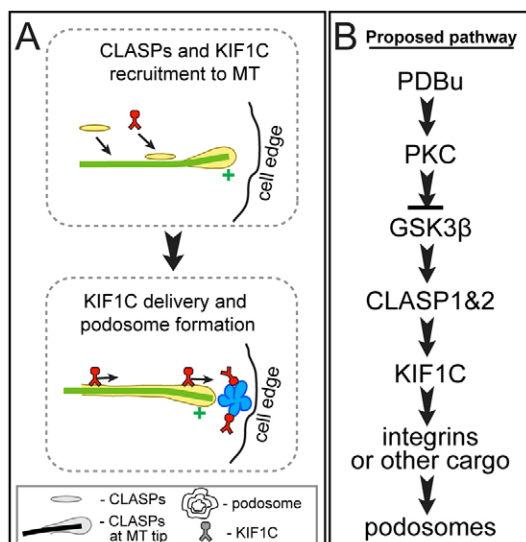 A
CLASPs and KIF1C
recruitment to MT
+
cell edge
KIF1C delivery and
podosome formation
+
cell edge
- CLASPs
- CLASPs
at MT tip
- podosome
- KIF1C
B
Proposed pathway
PDBu
PKC
GSK3β
CLASP1&2
KIF1C
integrins
or other cargo
podosomes